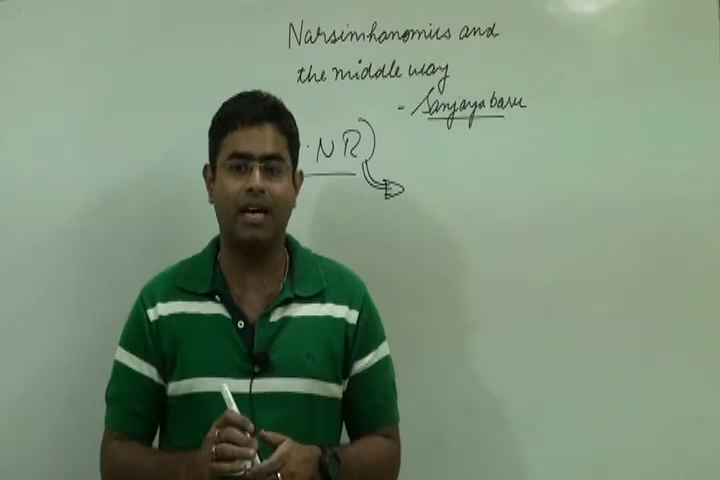 Narsimhanomics and
the middle way
- Sanjaya baru
. NR